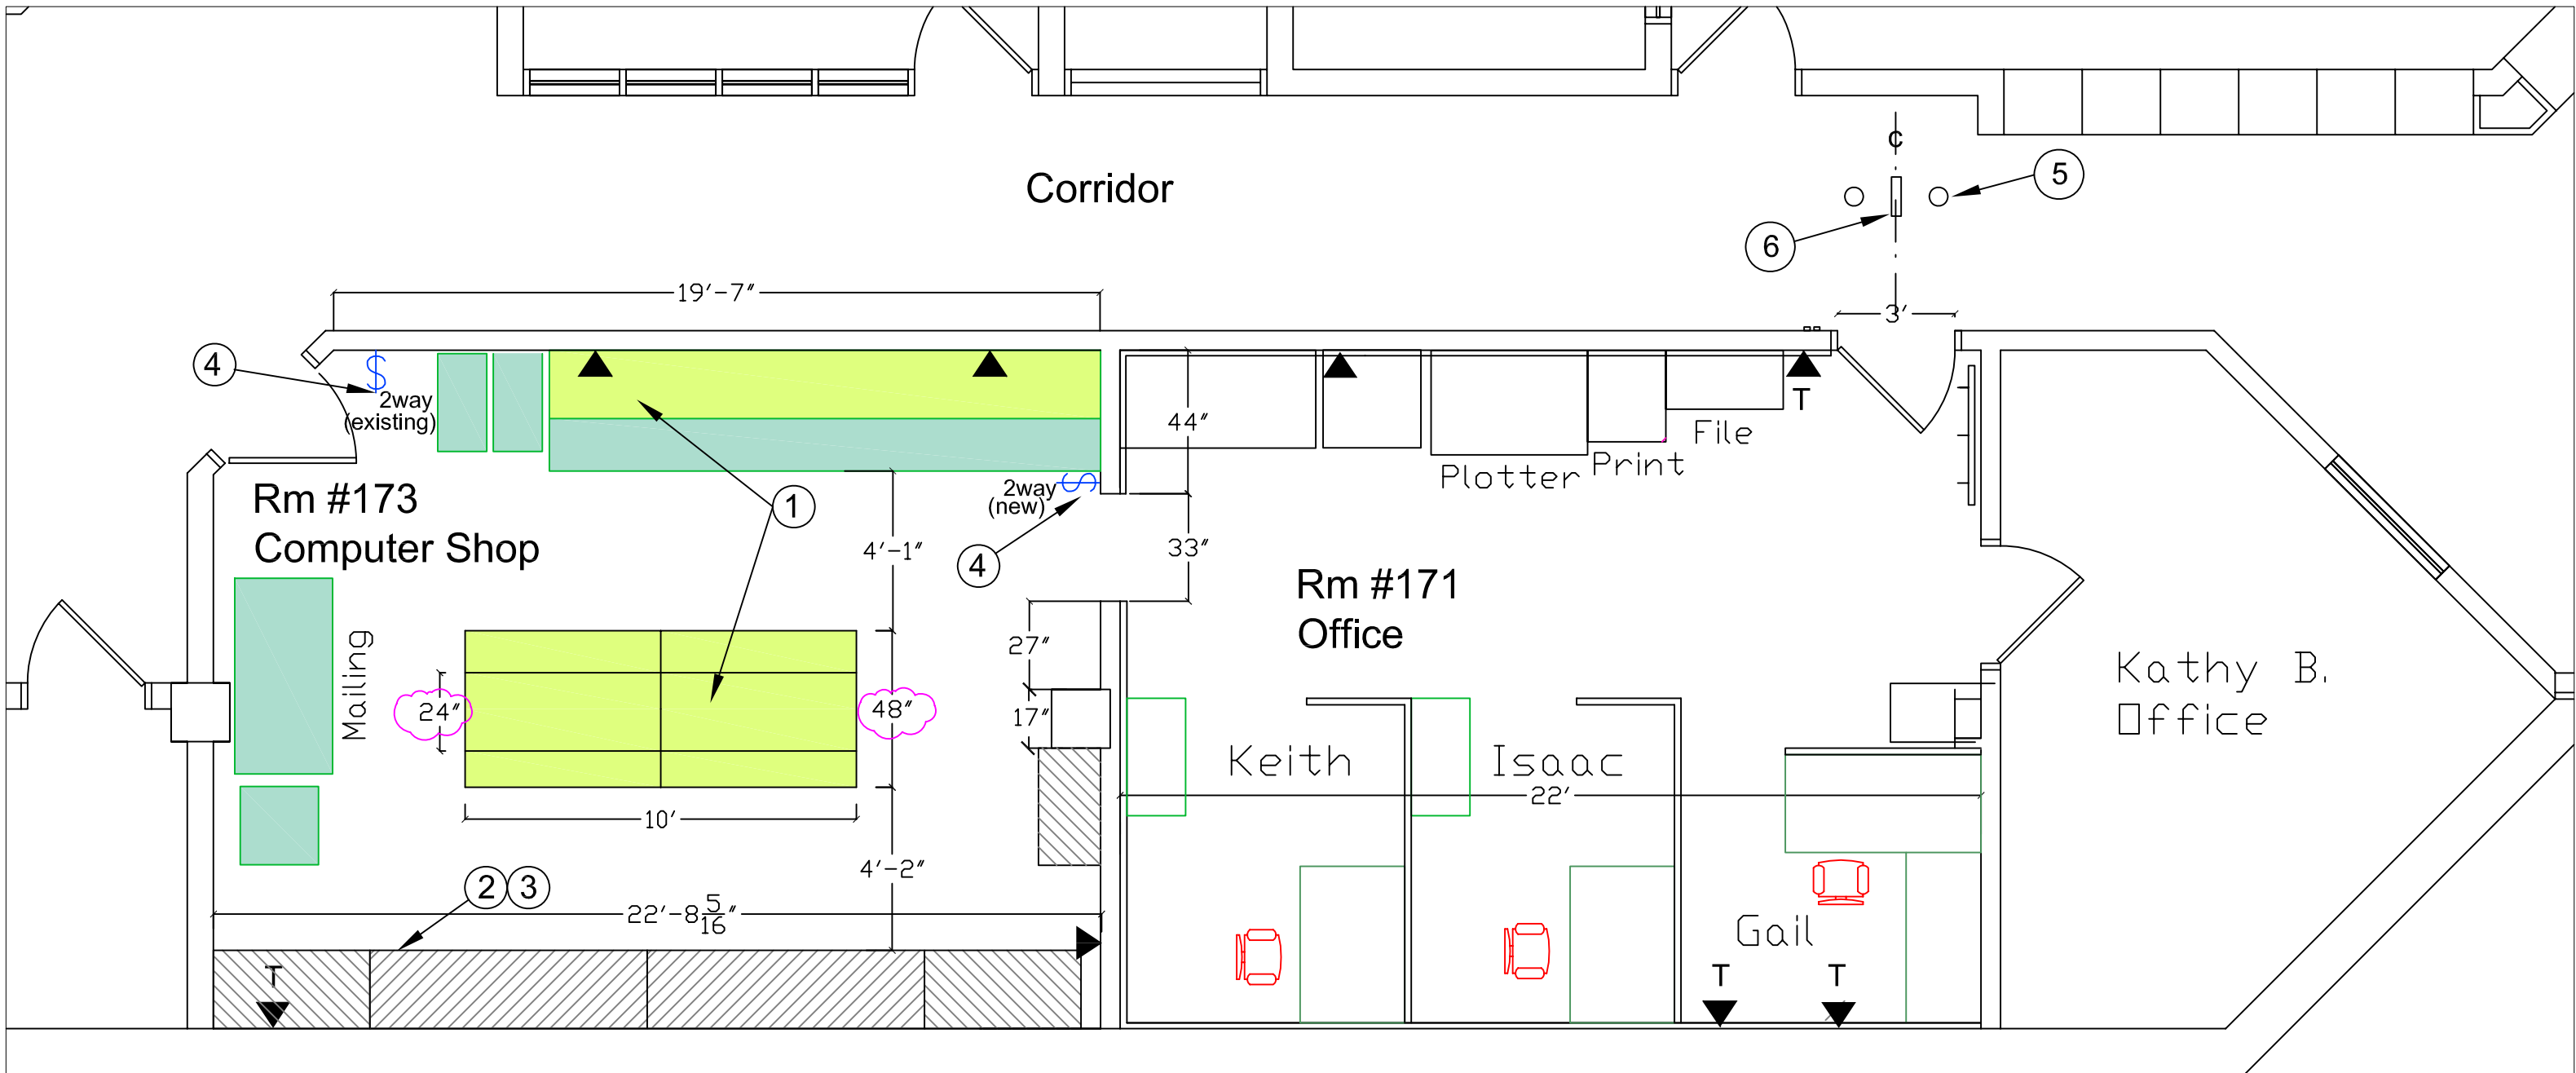 ¢
Corridor
5
6
19'-7"
3'
4
$
2way
(existing)
44"
T
File
Plotter
Print
$
2way
(new)
Rm #173
Computer Shop
1
4'-1"
33"
4
Rm #171
Office
Mailing
27"
24"
48"
17"
Kathy B.
Office
Keith
Isaac
22'
10'
4'-2"
2
3
22'-8 5/16"
Gail
T
T
T